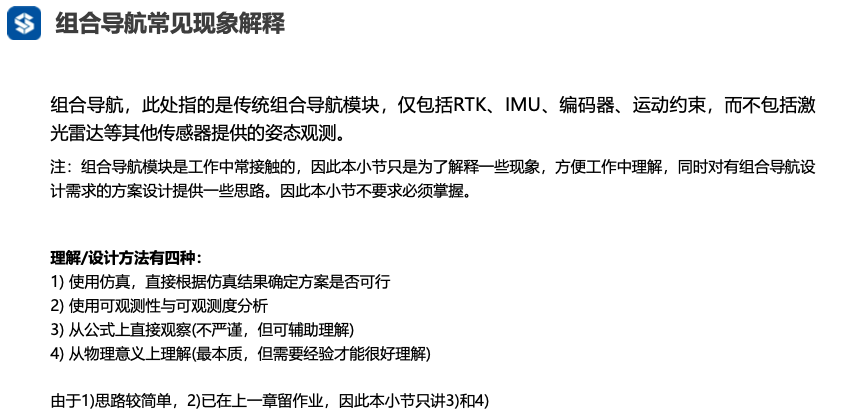 组合导航常见现象解释
组合导航，此处指的是传统组合导航模块，仅包括RTK、IMU、编码器、运动约束，而不包括激
光雷达等其他传感器提供的姿态观测。
注：组合导航模块是工作中常接触的，因此本小节只是为了解释一些现象，方便工作中理解，同时对有组合导航设
计需求的方案设计提供一些思路。因此本小节不要求必须掌握。
理解/设计方法有四种：
1) 使用仿真，直接根据仿真结果确定方案是否可行
2) 使用可观测性与可观测度分析
3) 从公式上直接观察(不严谨，但可辅助理解)
4) 从物理意义上理解(最本质，但需要经验才能很好理解)
由于1)思路较简单，2)已在上一章留作业，因此本小节只讲3)和4)